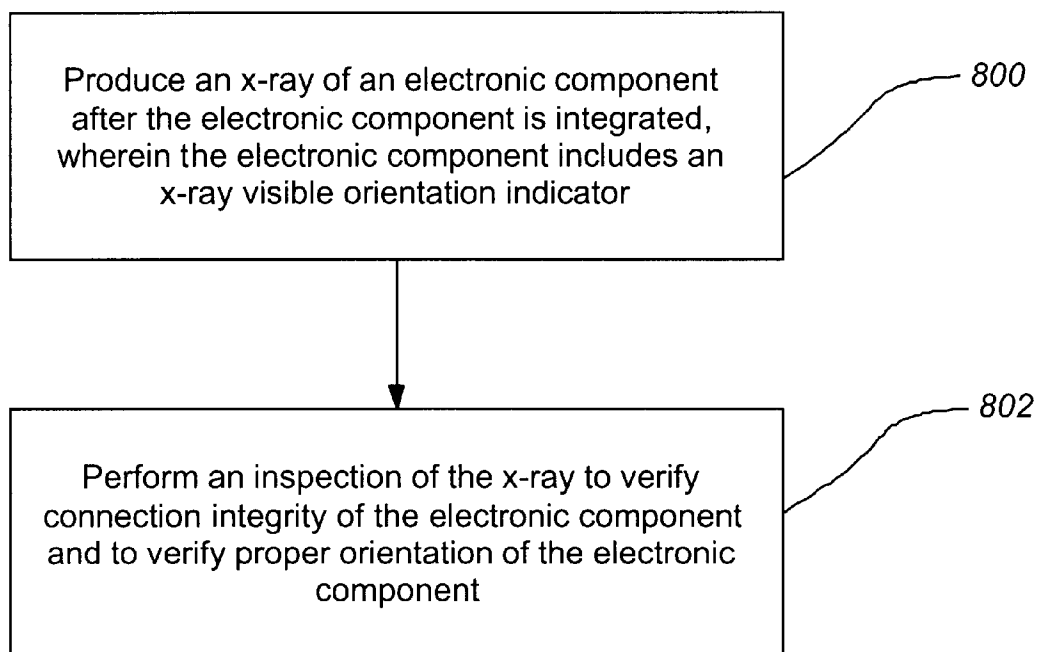 Produce an x-ray of an electronic component
after the electronic component is integrated,
wherein the electronic component includes an
x-ray visible orientation indicator
800
Perform an inspection of the x-ray to verify
connection integrity of the electronic component
and to verify proper orientation of the electronic
component
802